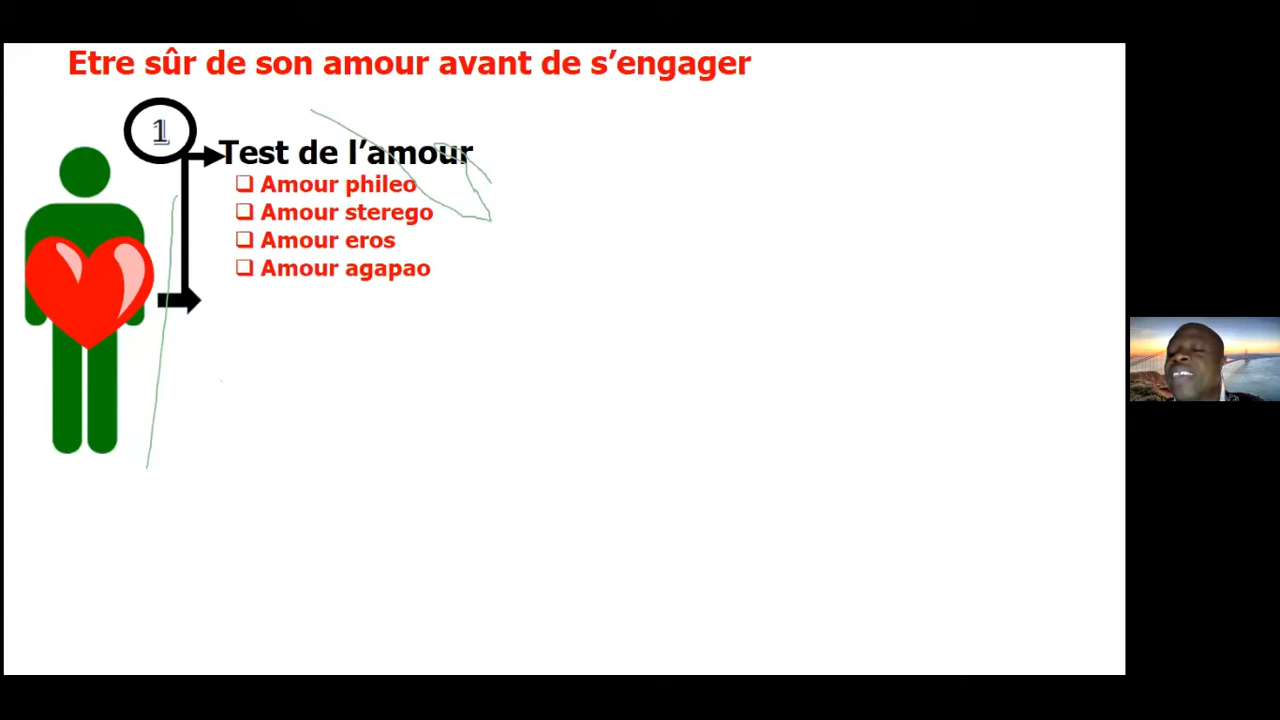 Etre sûr de son amour avant de s’engager
1
Test de l’amour
❑ Amour phileo
❑ Amour sterego
❑ Amour eros
❑ Amour agapao